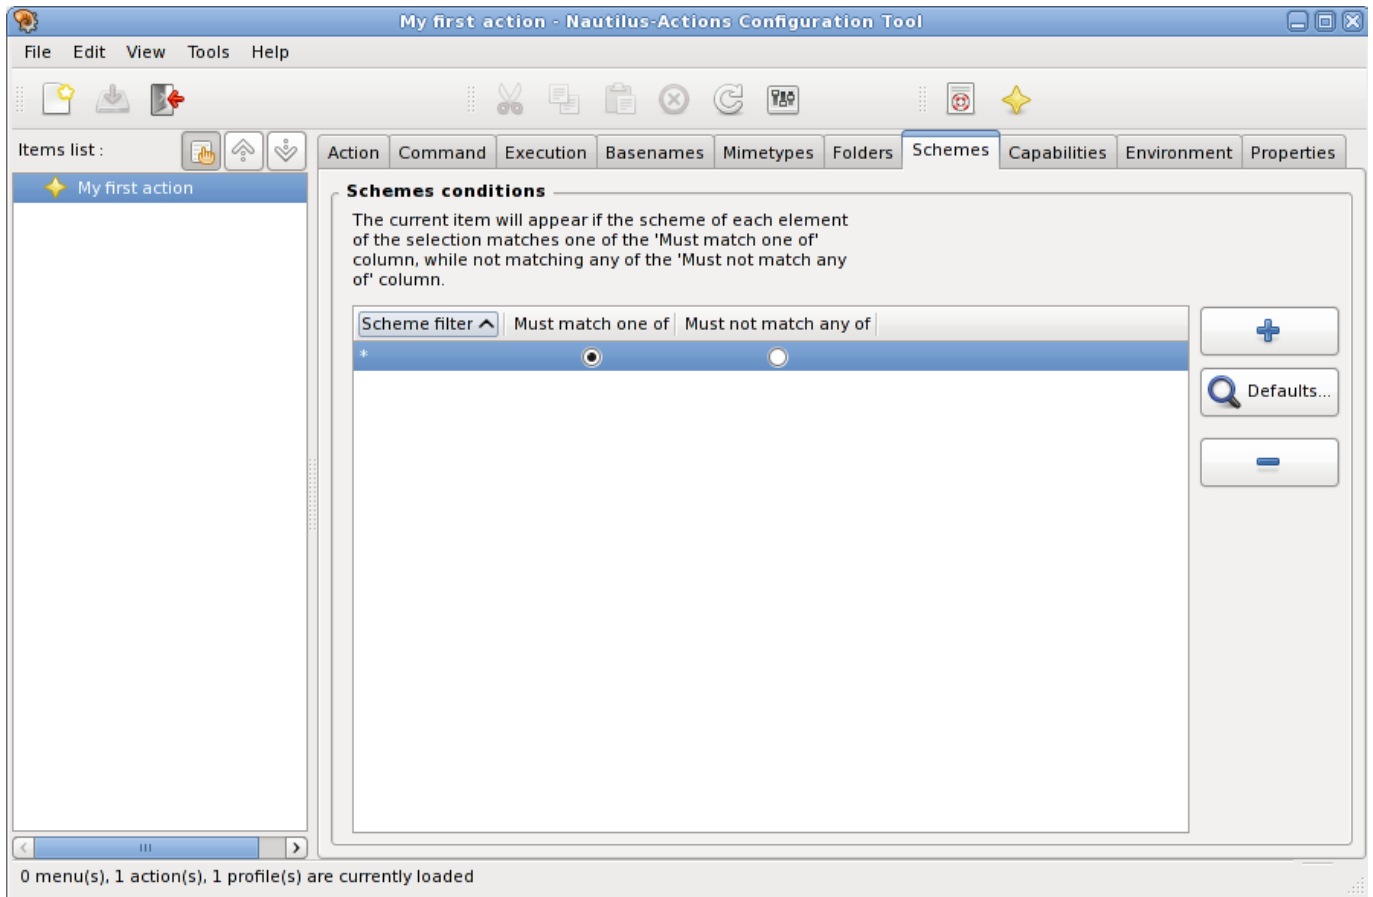 My first action - Nautilus-Actions Configuration Tool
File Edit View Tools Help
Items list :
Action Command Execution Basenames Mimetypes Folders Schemes Capabilities Environment Properties
My first action
Schemes conditions
The current item will appear if the scheme of each element
of the selection matches one of the 'Must match one of'
column, while not matching any of the 'Must not match any
of' column.
Scheme filter Must match one of Must not match any of
*
Defaults...
0 menu(s), 1 action(s), 1 profile(s) are currently loaded